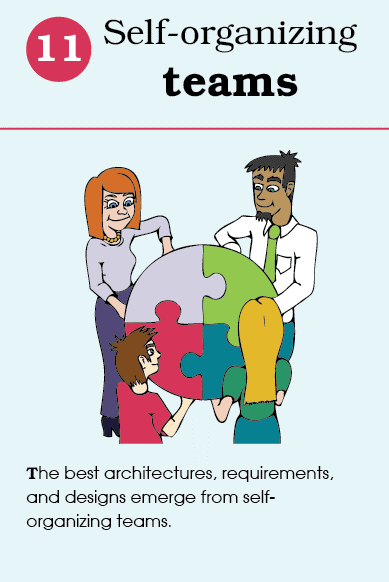 11
Self-organizing
teams
The best architectures, requirements,
and designs emerge from self-
organizing teams.